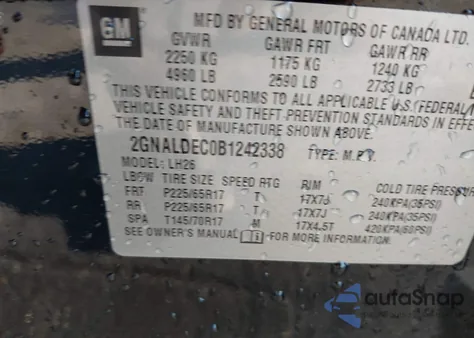 GM
MFD BY GENERAL MOTORS OF CANADA LTD.
GVWR GAWR FRT GAWR RR
2250 KG 1175 KG 1240 KG
4960 LB 2590 LB 2733 LB
THIS VEHICLE CONFORMS TO ALL APPLICABLE U.S. FEDERAL
VEHICLE SAFETY AND THEFT PREVENTION STANDARDS IN EFFE
THE DATE OF MANUFACTURE SHOWN ABOVE.
2GNALDEC0B1242338 TYPE: M.P.V.
MODEL: LH26
TIRE SIZE SPEED RTG RIM COLD TIRE PRESSUR
FRT P225/65R17 T 17X7J 240KPA(35PSI)
RR P225/65R17 T 17X7J 240KPA(35PSI)
SPA T145/70R17 M 17X4.5T 420KPA(60PSI)
SEE OWNER'S MANUAL FOR MORE INFORMATION.
autaSnap